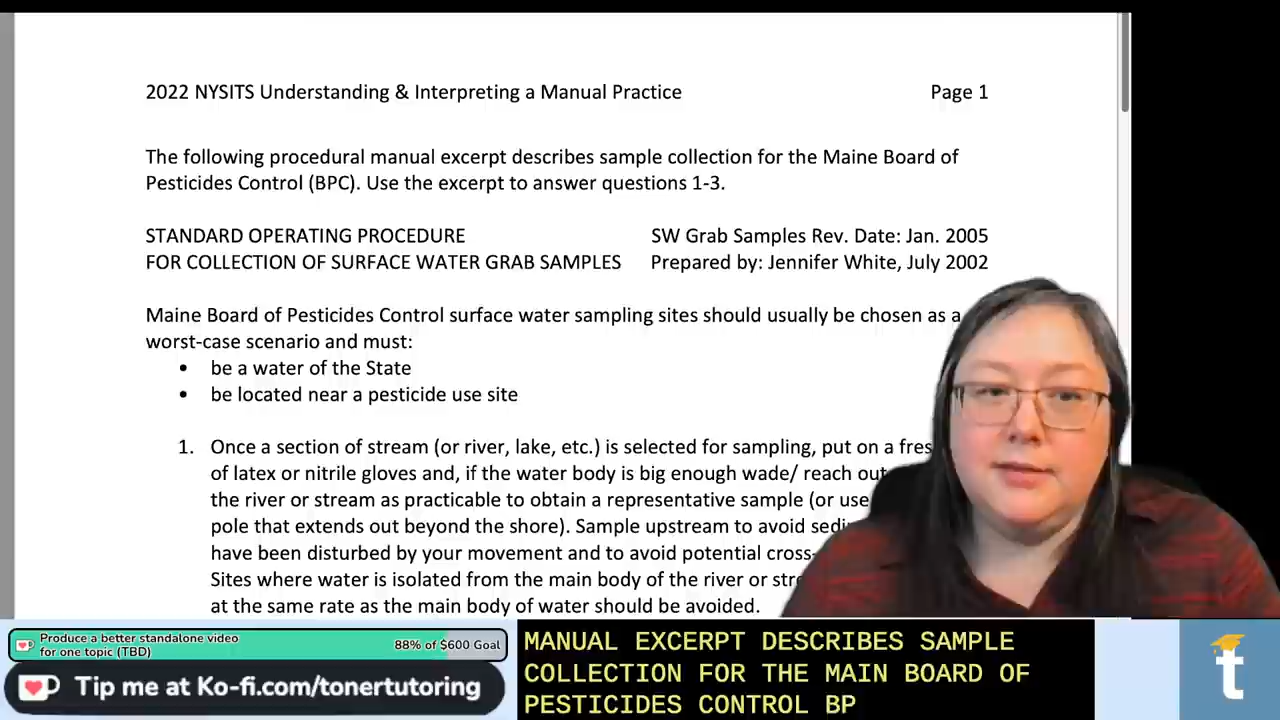 2022 NYSITS Understanding & Interpreting a Manual Practice Page 1
The following procedural manual excerpt describes sample collection for the Maine Board of
Pesticides Control (BPC). Use the excerpt to answer questions 1-3.
STANDARD OPERATING PROCEDURE SW Grab Samples Rev. Date: Jan. 2005
FOR COLLECTION OF SURFACE WATER GRAB SAMPLES Prepared by: Jennifer White, July 2002
Maine Board of Pesticides Control surface water sampling sites should usually be chosen as a
worst-case scenario and must:
• be a water of the State
• be located near a pesticide use site
1. Once a section of stream (or river, lake, etc.) is selected for sampling, put on a
of latex or nitrile gloves and, if the water body is big enough wade/ reach out
the river or stream as practicable to obtain a representative sample (or use
pole that extends out beyond the shore). Sample upstream to avoid
have been disturbed by your movement and to avoid potential
Sites where water is isolated from the main body of the river or
at the same rate as the main body of water should be avoided.
Produce a better standalone video
for one topic (TBD)
88% of $600 Goal
Tip me at Ko-fi.com/tonertutoring
MANUAL EXCERPT DESCRIBES SAMPLE
COLLECTION FOR THE MAIN BOARD OF
PESTICIDES CONTROL BP
t